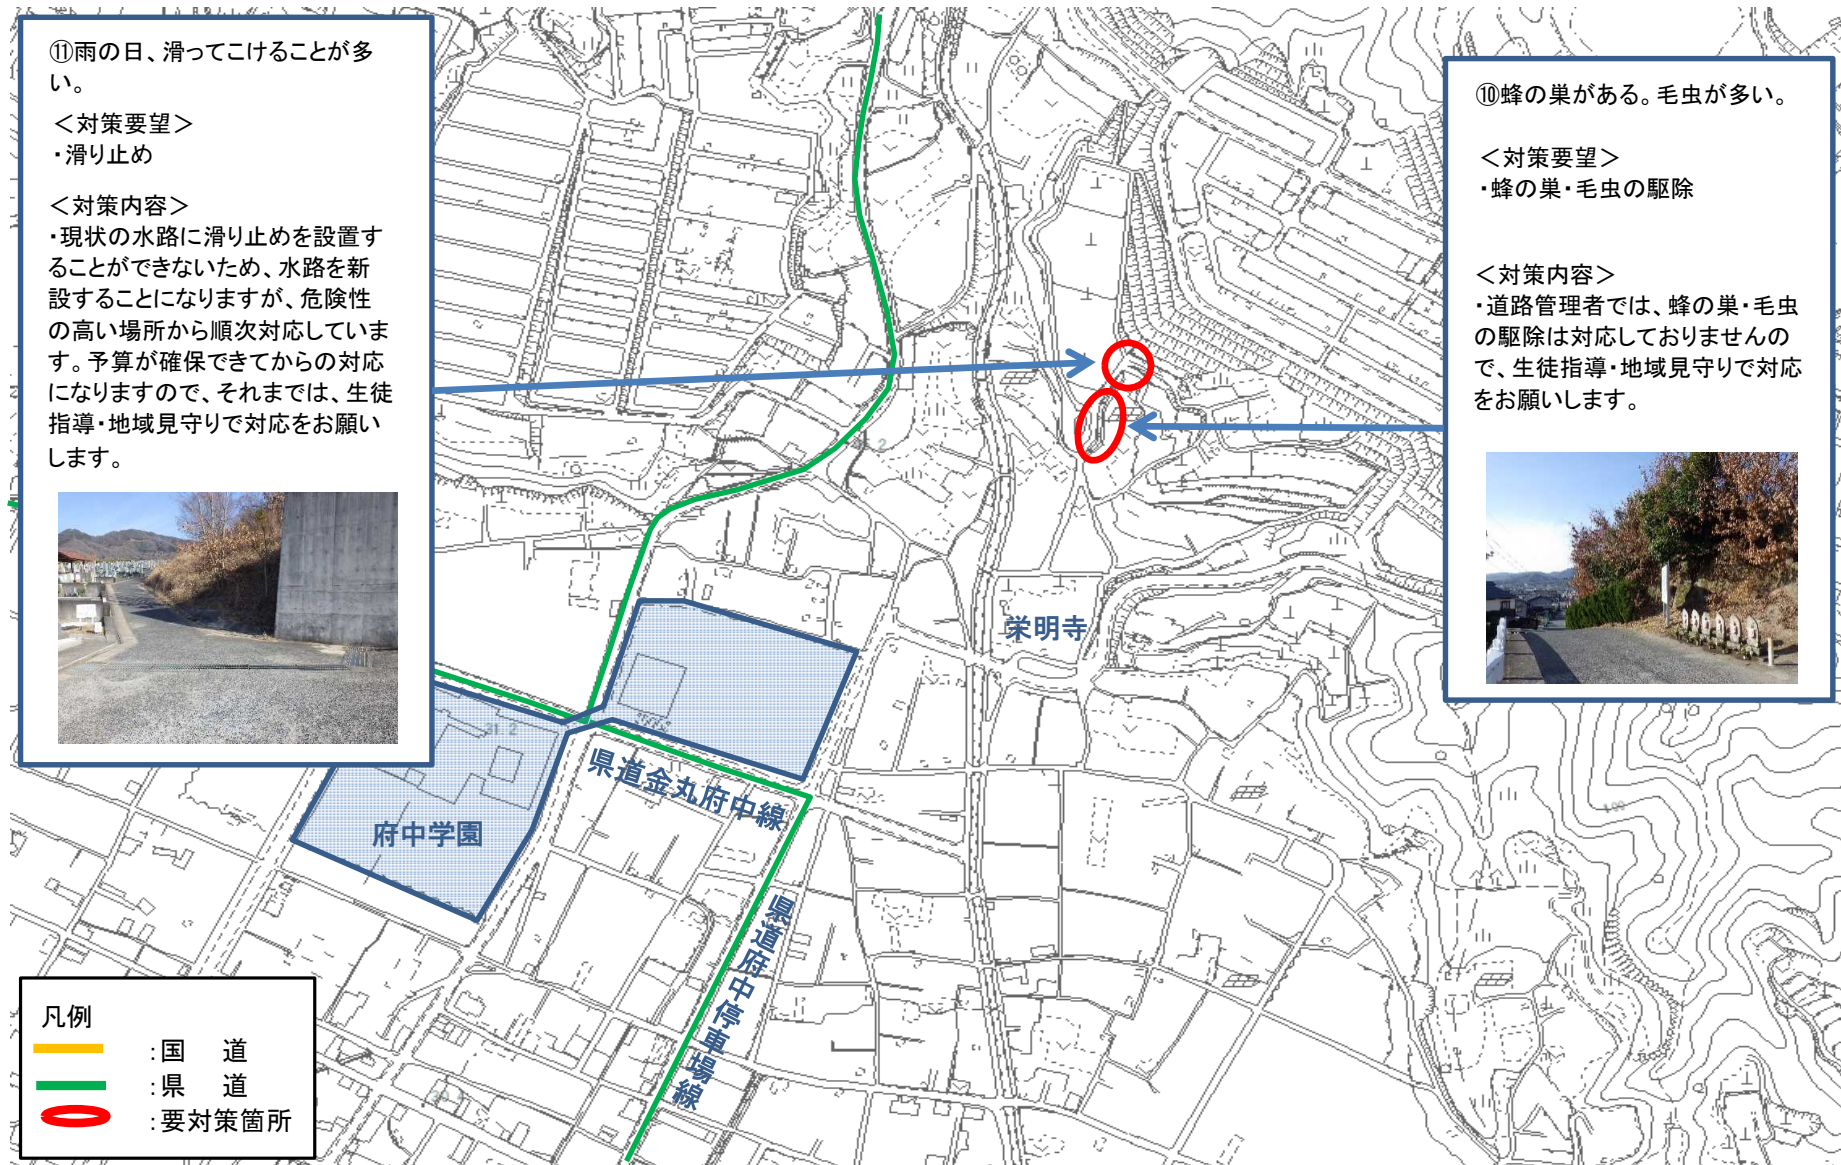 ⑪雨の日、滑ってこけることが多
い。
＜対策要望＞
・滑り止め
＜対策内容＞
・現状の水路に滑り止めを設置す
ることができないため、水路を新
設することになりますが、危険性
の高い場所から順次対応していま
す。予算が確保できてからの対応
になりますので、それまでは、生徒
指導・地域見守りで対応をお願い
します。
⑩蜂の巣がある。毛虫が多い。
＜対策要望＞
・蜂の巣・毛虫の駆除
＜対策内容＞
・道路管理者では、蜂の巣・毛虫
の駆除は対応しておりませんの
で、生徒指導・地域見守りで対応
をお願いします。
栄明寺
県道金丸府中線
府中学園
県道府中停車場線
凡例
：国　道
：県　道
：要対策箇所